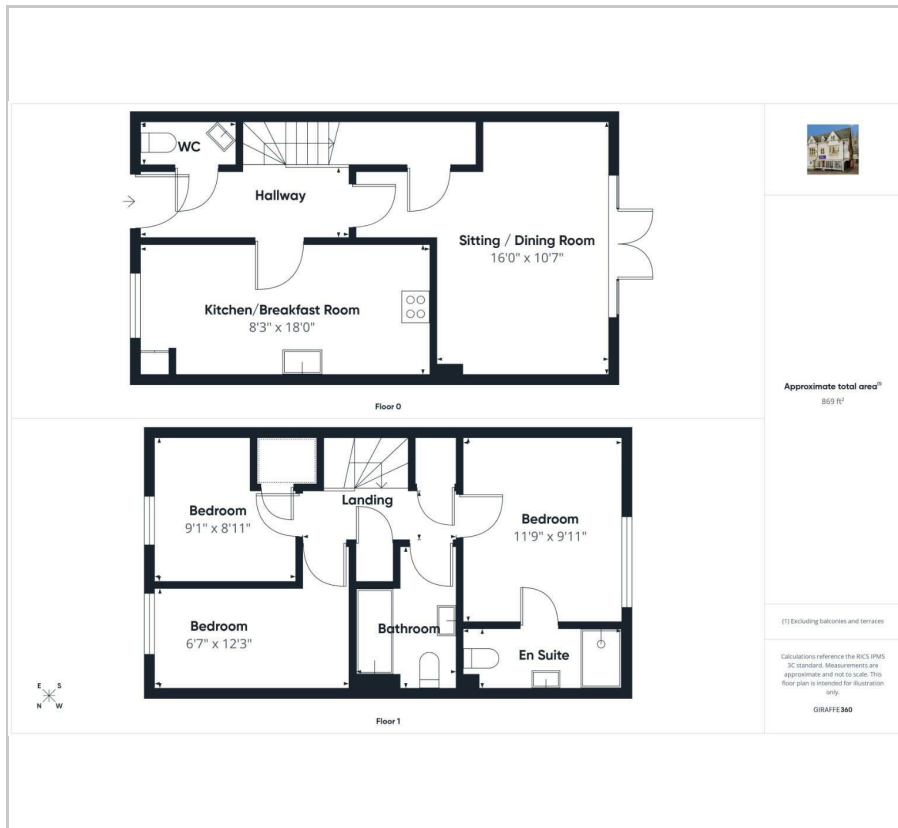 WC
Hallway
Sitting / Dining Room
16'0" x 10'7"
Kitchen/Breakfast Room
8'3" x 18'0"
Floor 0
Approximate total area(1)
869 ft²
Landing
Bedroom
9'1" x 8'11"
Bedroom
11'9" x 9'11"
Bedroom
6'7" x 12'3"
Bathroom
En Suite
E S
N W
Floor 1
(1) Excluding balconies and terraces
Calculations reference the RICS IPMS
3C standard. Measurements are
approximate and not to scale. This
floor plan is intended for illustration
only.
GIRAFFE360